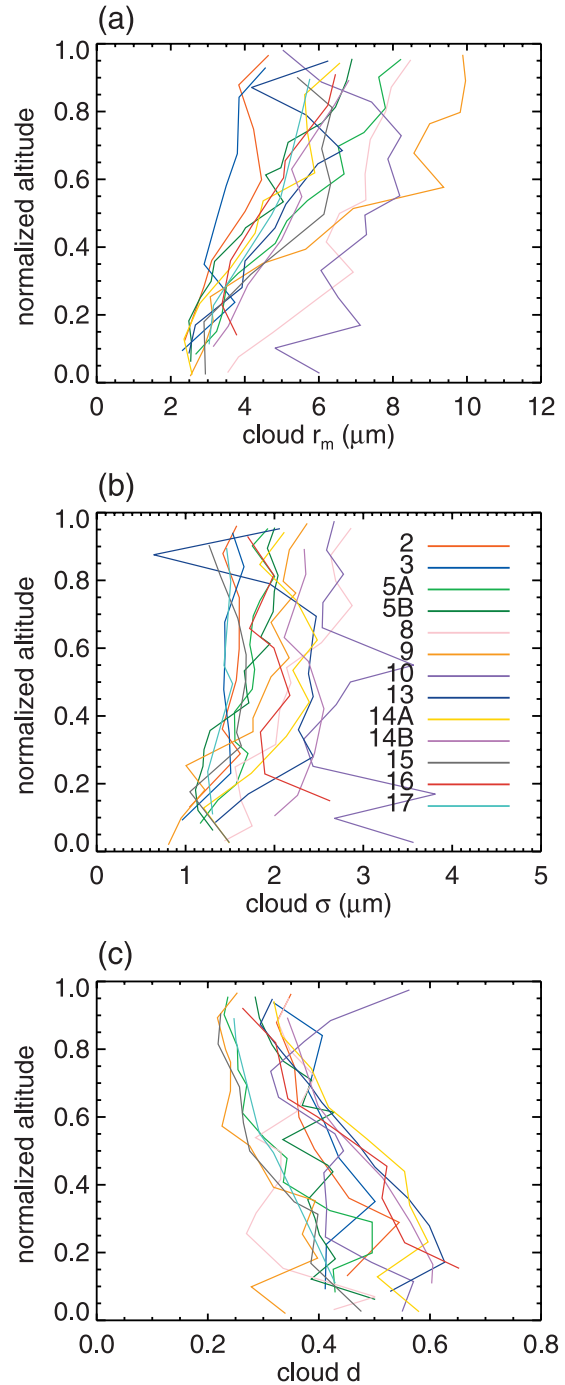 (a)
1.0
0.8
0.6
0.4
0.2
0.0
normalized altitude
0 2 4 6 8 10 12
cloud r_m (μm)
(b)
1.0
0.8
0.6
0.4
0.2
0.0
normalized altitude
2
3
5A
5B
8
9
10
13
14A
14B
15
16
17
0 1 2 3 4 5
cloud σ (μm)
(c)
1.0
0.8
0.6
0.4
0.2
0.0
normalized altitude
0.0 0.2 0.4 0.6 0.8
cloud d